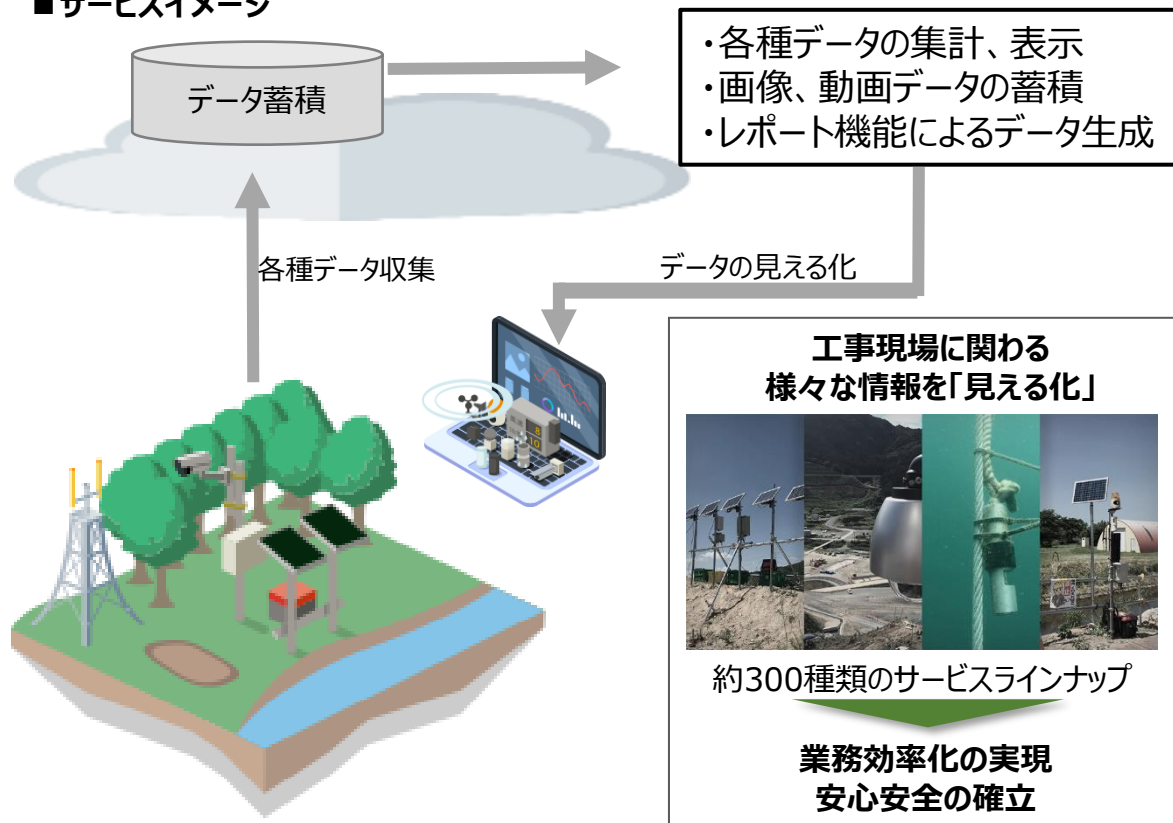 ■サービスイメージ
データ蓄積
・各種データの集計、表示
・画像、動画データの蓄積
・レポート機能によるデータ生成
各種データ収集
データの見える化
工事現場に関わる
様々な情報を「見える化」
8
10
約300種類のサービスラインナップ
業務効率化の実現
安心安全の確立